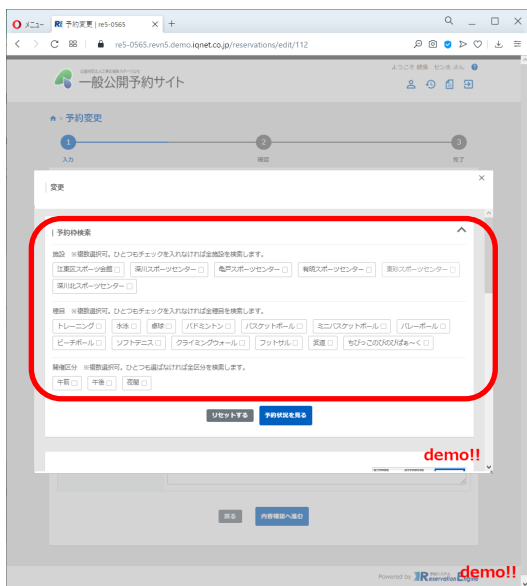 メニュー
予約変更 | re5-0565
re5-0565.revn5.demo.iqnet.co.jp/reservations/edit/112
一般公開予約サイト
予約変更
1 2 3
入力 確認 完了
変更
予約枠検索
施設 ※複数選択可。ひとつもチェックを入れなければ全施設を検索します。
江東区スポーツ会館 深川スポーツセンター 亀戸スポーツセンター 有明スポーツセンター 東砂スポーツセンター
深川北スポーツセンター
種目 ※複数選択可。ひとつもチェックを入れなければ全種目を検索します。
トレーニング 水泳 卓球 バドミントン バスケットボール ミニバスケットボール バレーボール
ビーチボール ソフトテニス クライミングウォール フットサル 弓道 ちびっこのびのびぱぁ~く
開催区分 ※複数選択可。ひとつも選ばなければ全区分を検索します。
午前 午後 夜間
リセットする 予約状況を見る
demo!!
戻る 内容確認へ進む
Powered by Reservation Engine
demo!!